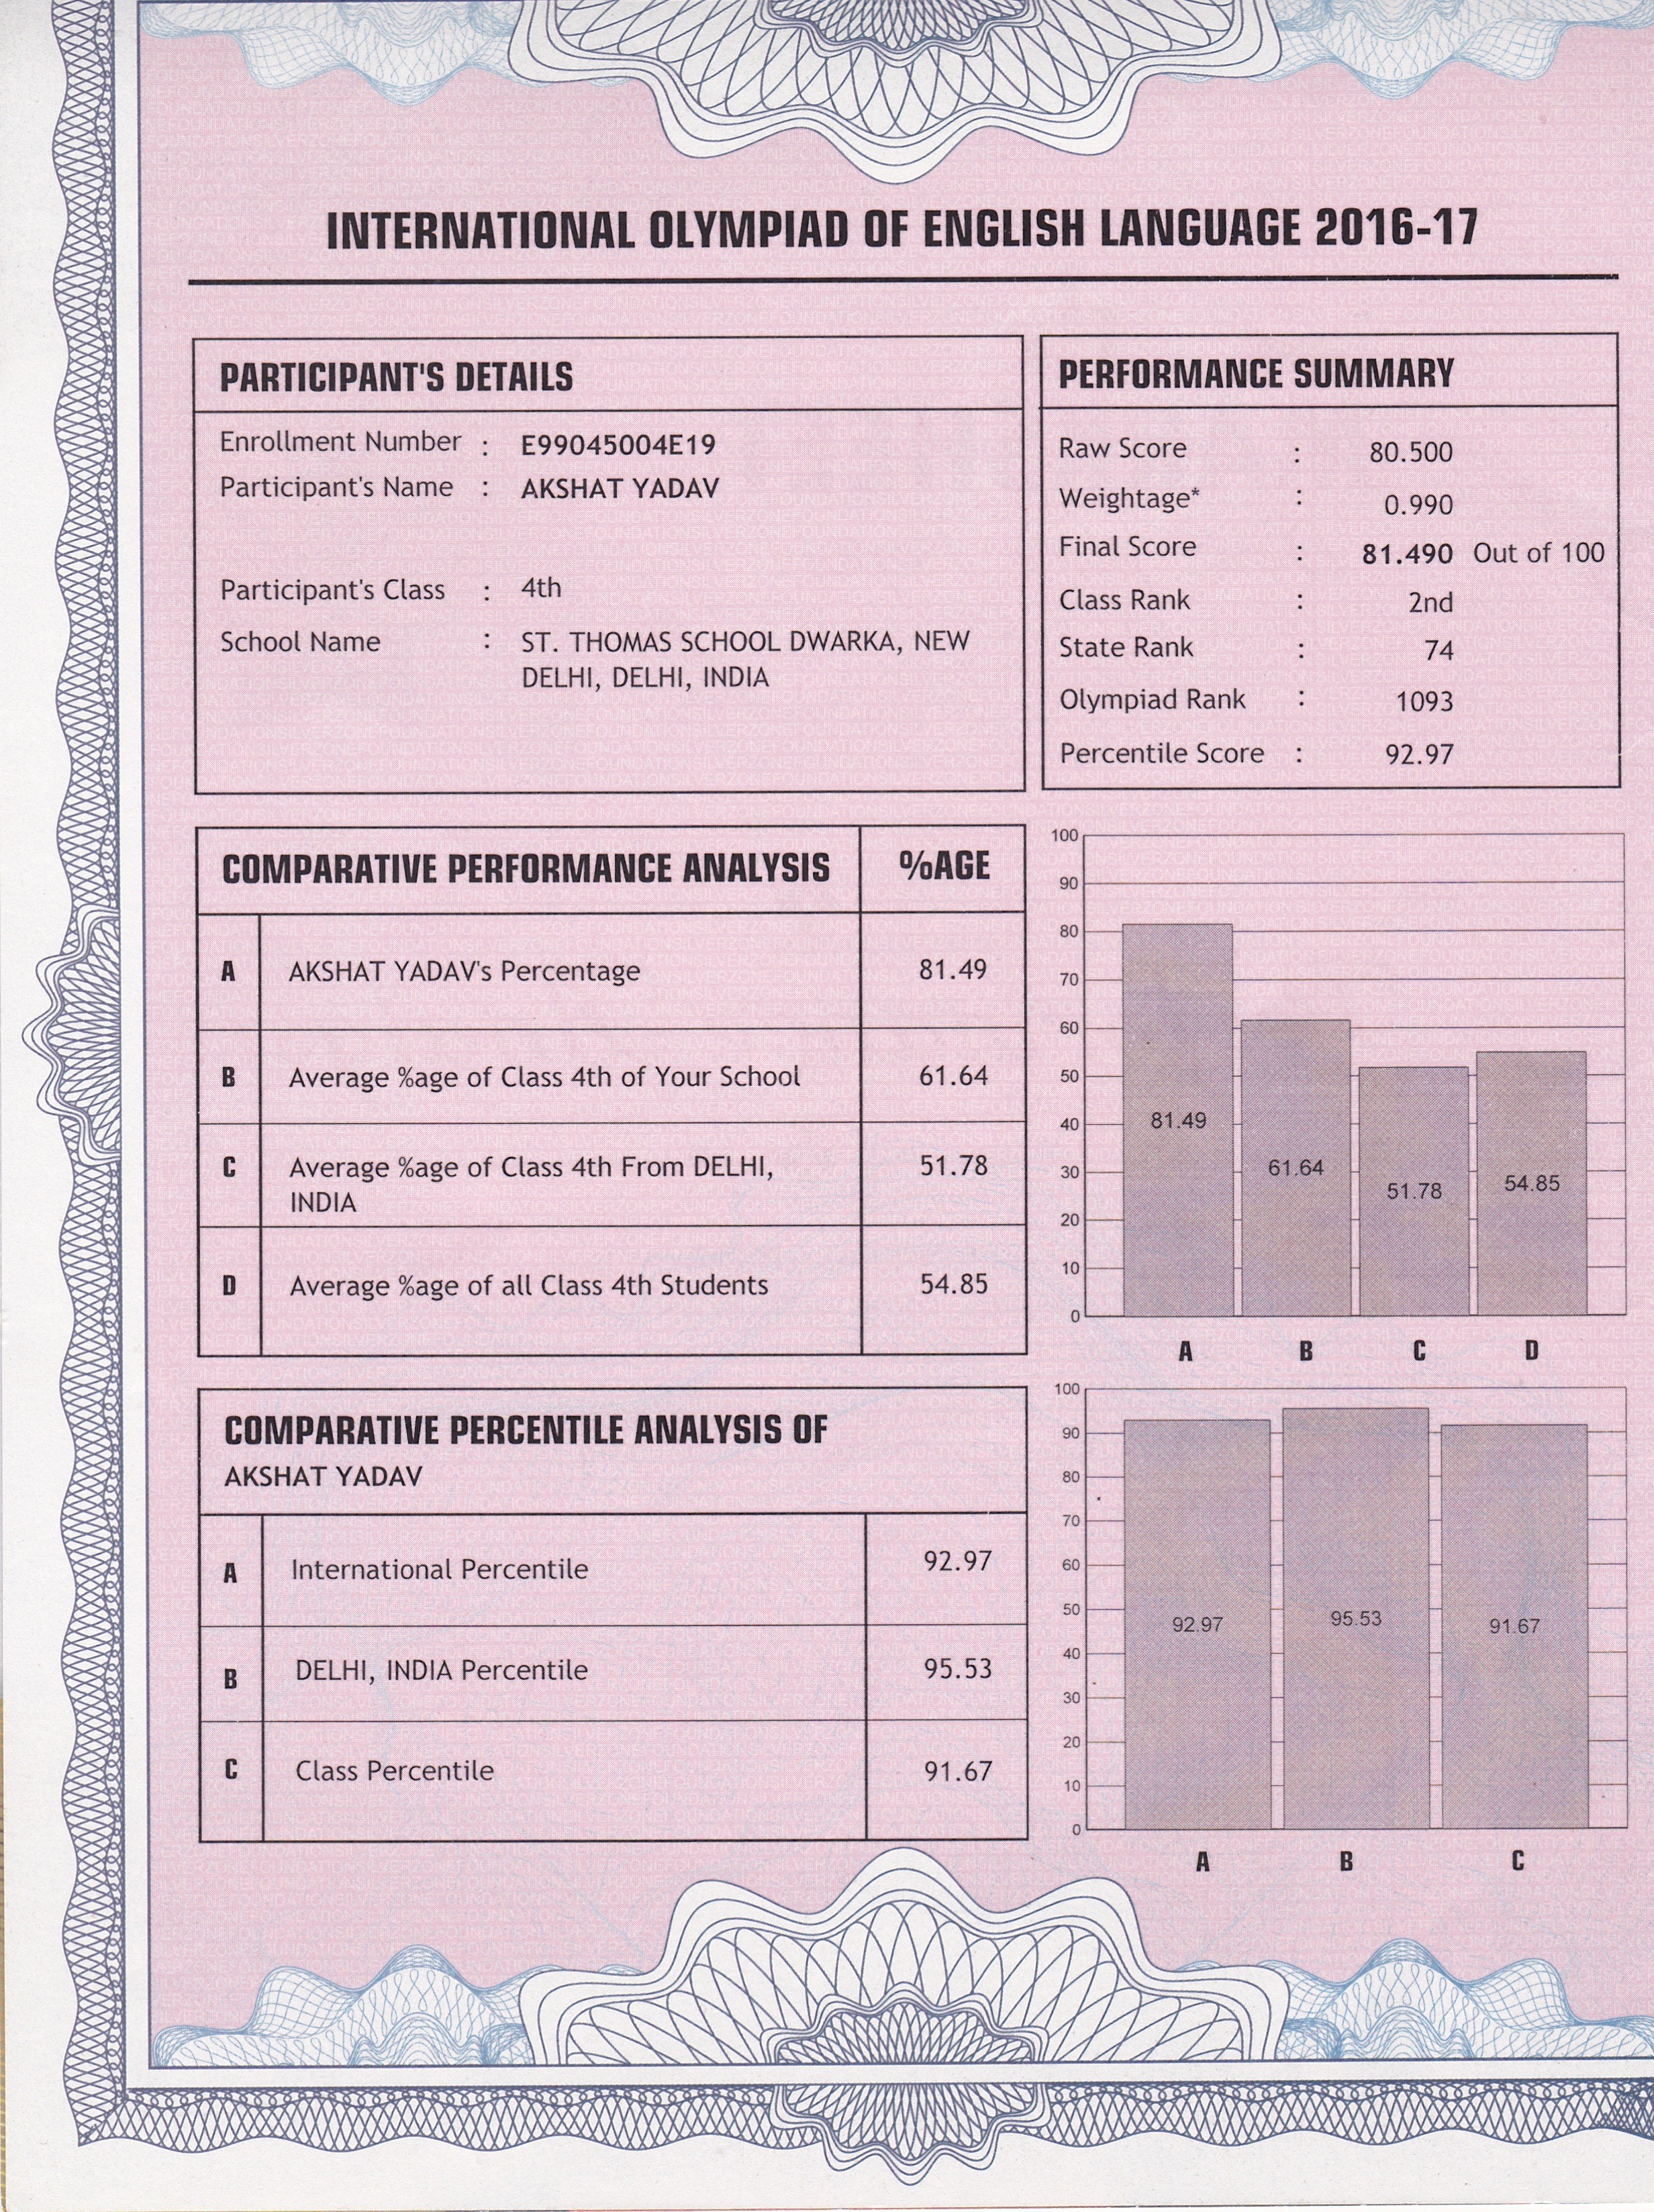 INTERNATIONAL OLYMPIAD OF ENGLISH LANGUAGE 2016-17
PARTICIPANT'S DETAILS
Enrollment Number : E99045004E19
Participant's Name : AKSHAT YADAV
Participant's Class : 4th
School Name : ST. THOMAS SCHOOL DWARKA, NEW
DELHI, DELHI, INDIA
PERFORMANCE SUMMARY
Raw Score : 80.500
Weightage* : 0.990
Final Score : 81.490 Out of 100
Class Rank : 2nd
State Rank : 74
Olympiad Rank : 1093
Percentile Score : 92.97
COMPARATIVE PERFORMANCE ANALYSIS %AGE
A AKSHAT YADAV's Percentage 81.49
B Average %age of Class 4th of Your School 61.64
C Average %age of Class 4th From DELHI, 51.78
INDIA
D Average %age of all Class 4th Students 54.85
100
90
80
70
60
50
40
30
20
10
0
81.49
61.64
51.78
54.85
A B C D
COMPARATIVE PERCENTILE ANALYSIS OF
AKSHAT YADAV
A International Percentile 92.97
B DELHI, INDIA Percentile 95.53
C Class Percentile 91.67
100
90
80
70
60
50
40
30
20
10
0
92.97
95.53
91.67
A B C